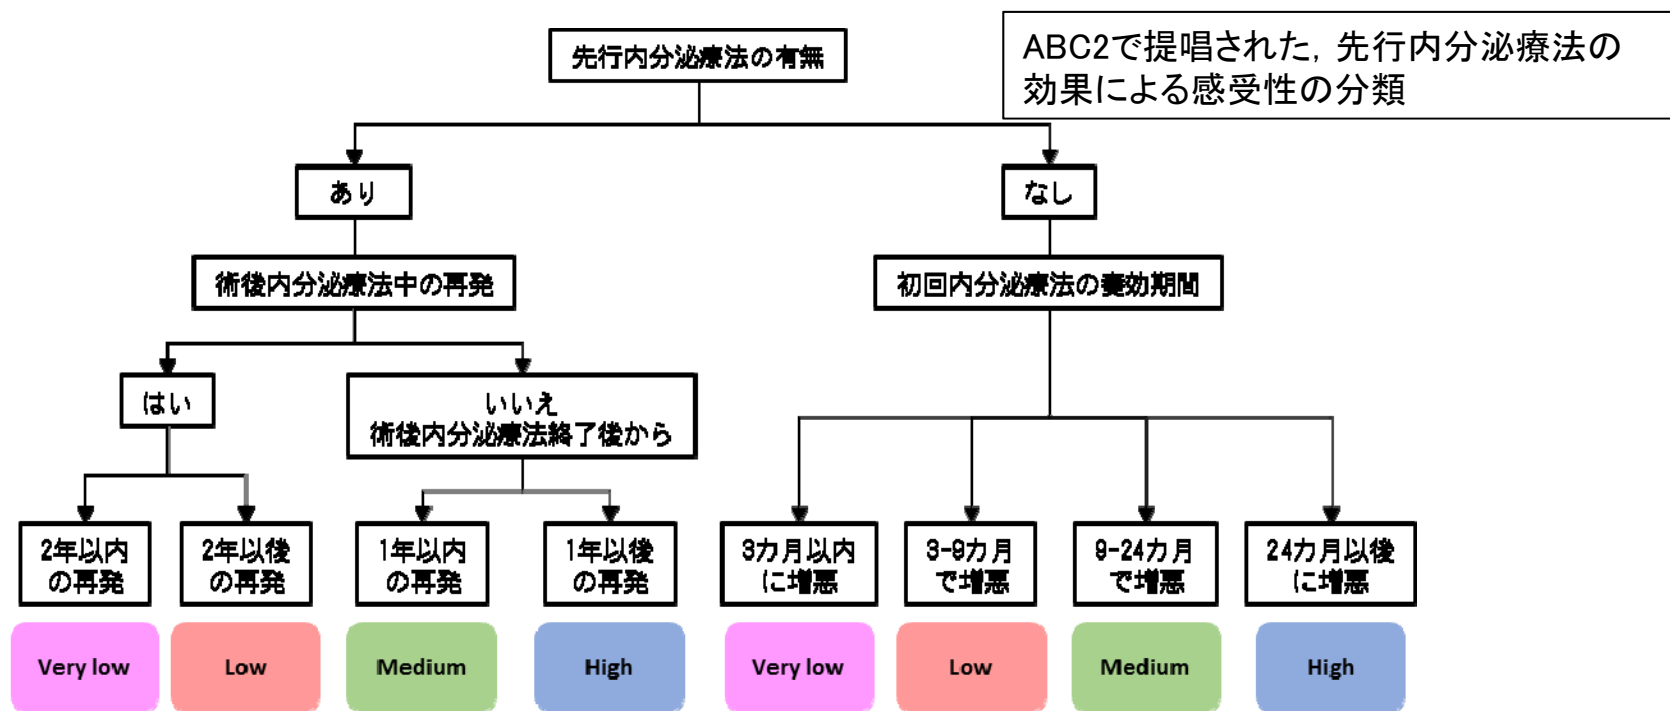 先行内分泌療法の有無
ABC2で提唱された，先行内分泌療法の
効果による感受性の分類
あり
なし
術後内分泌療法中の再発
初回内分泌療法の奏効期間
はい
いいえ
術後内分泌療法終了後から
2年以内
の再発
2年以後
の再発
1年以内
の再発
1年以後
の再発
3カ月以内
に増悪
3-9カ月
で増悪
9-24カ月
で増悪
24カ月以後
に増悪
Very low
Low
Medium
High
Very low
Low
Medium
High